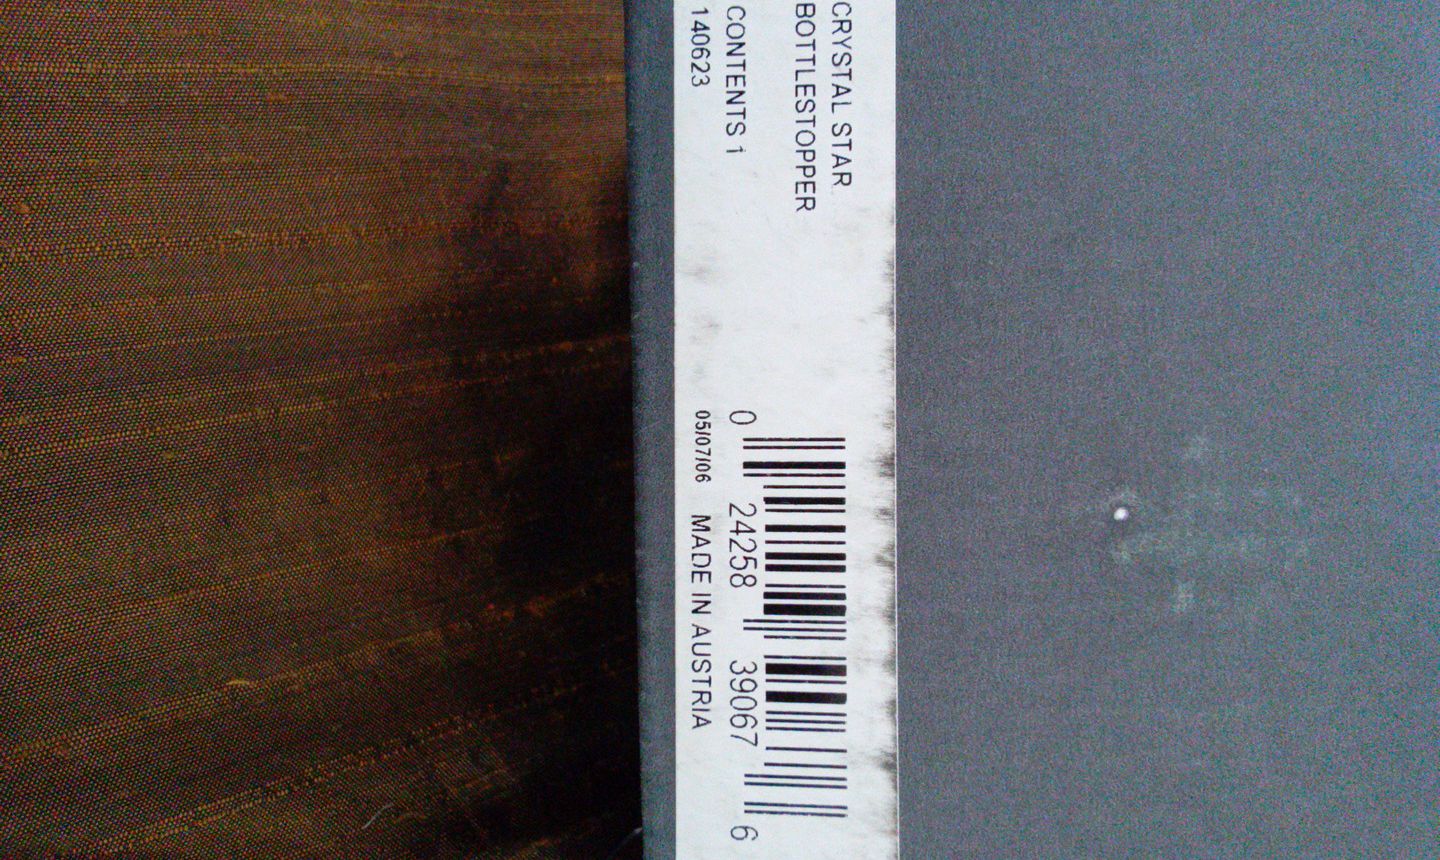 CRYSTAL STAR
BOTTLESTOPPER
CONTENTS 1
140623
0 24258 39067 6
05/07/06 MADE IN AUSTRIA